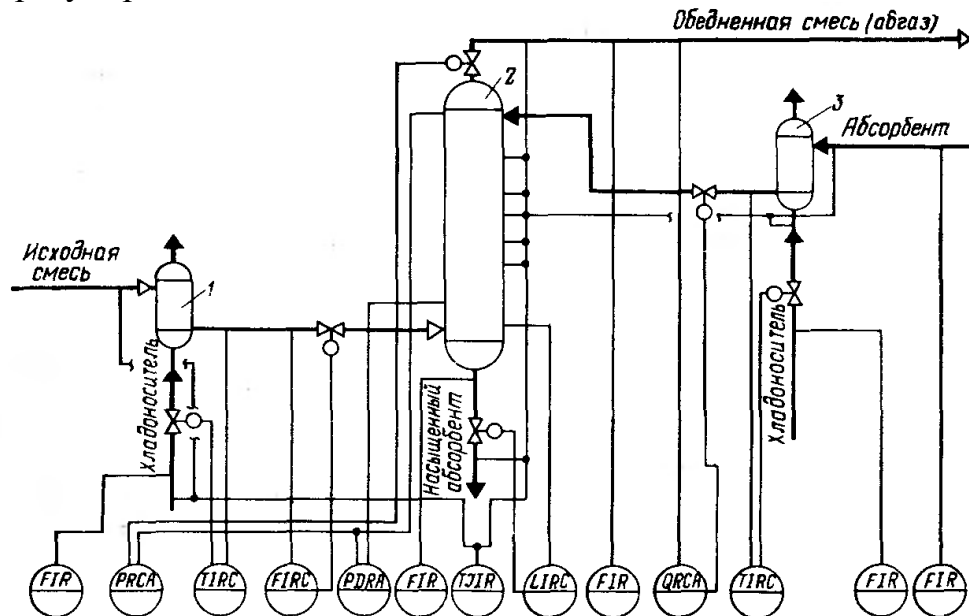 Обедненная смесь (абгаз)
2
3
Абсорбент
Исходная
смесь
1
Хладоноситель
Насыщенный
абсорбент
Хладоноситель
FIR
PRCA
TIRC
FIRC
PDRA
FIR
TJIR
LIRC
FIR
QRCA
TIRC
FIR
FIR